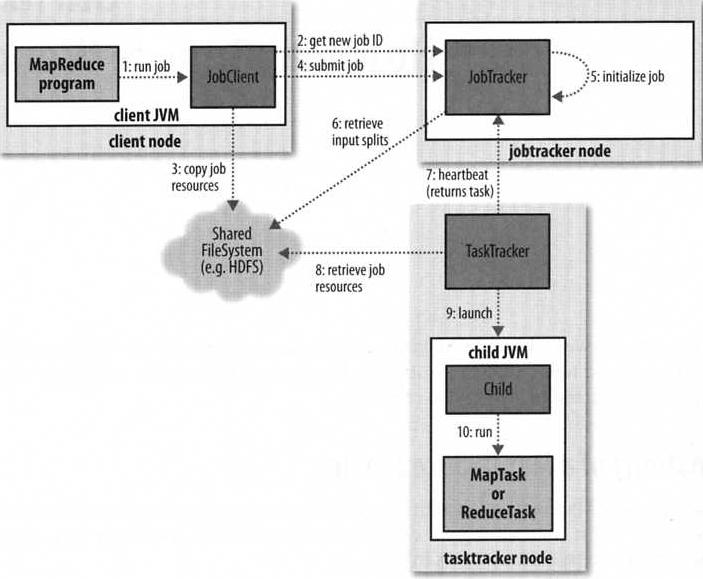 MapReduce
program
1: run job
JobClient
client JVM
client node
2: get new job ID
4: submit job
JobTracker
5: initialize job
jobtracker node
3: copy job
resources
6: retrieve
input splits
7: heartbeat
(returns task)
Shared
FileSystem
(e.g. HDFS)
8: retrieve job
resources
TaskTracker
9: launch
child JVM
Child
10: run
MapTask
or
ReduceTask
tasktracker node